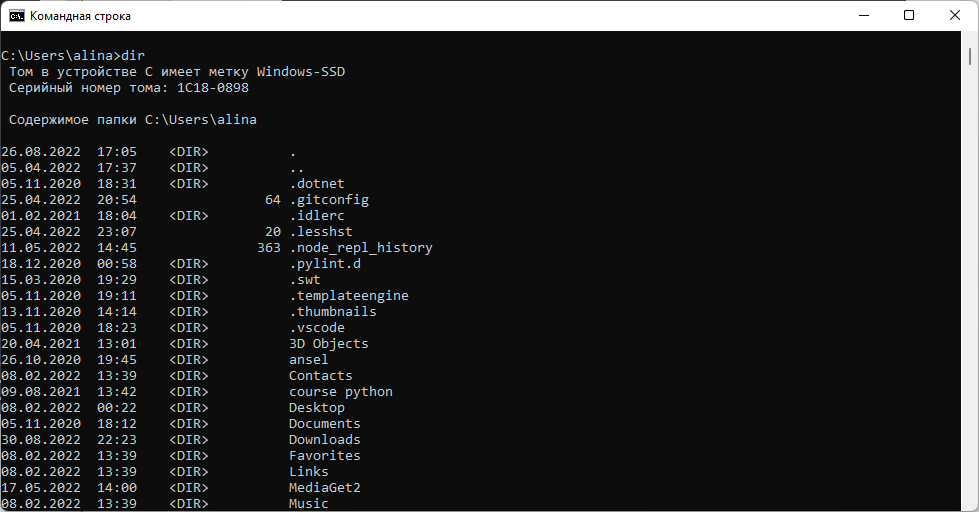 Командная строка
C:\Users\alina>dir
Том в устройстве C имеет метку Windows-SSD
Серийный номер тома: 1C18-0898
Содержимое папки C:\Users\alina
26.08.2022  17:05    <DIR>          .
05.04.2022  17:37    <DIR>          ..
05.11.2020  18:31    <DIR>          .dotnet
25.04.2022  20:54                64 .gitconfig
01.02.2021  18:04    <DIR>          .idlerc
25.04.2022  23:07                20 .lesshst
11.05.2022  14:45               363 .node_repl_history
18.12.2020  00:58    <DIR>          .pylint.d
15.03.2020  19:29    <DIR>          .swt
05.11.2020  19:11    <DIR>          .templateengine
13.11.2020  14:14    <DIR>          .thumbnails
05.11.2020  18:23    <DIR>          .vscode
20.04.2021  13:01    <DIR>          3D Objects
26.10.2020  19:45    <DIR>          ansel
08.02.2022  13:39    <DIR>          Contacts
09.08.2021  13:42    <DIR>          course python
08.02.2022  00:22    <DIR>          Desktop
05.11.2020  18:12    <DIR>          Documents
30.08.2022  22:23    <DIR>          Downloads
08.02.2022  13:39    <DIR>          Favorites
08.02.2022  13:39    <DIR>          Links
17.05.2022  14:00    <DIR>          MediaGet2
08.02.2022  13:39    <DIR>          Music